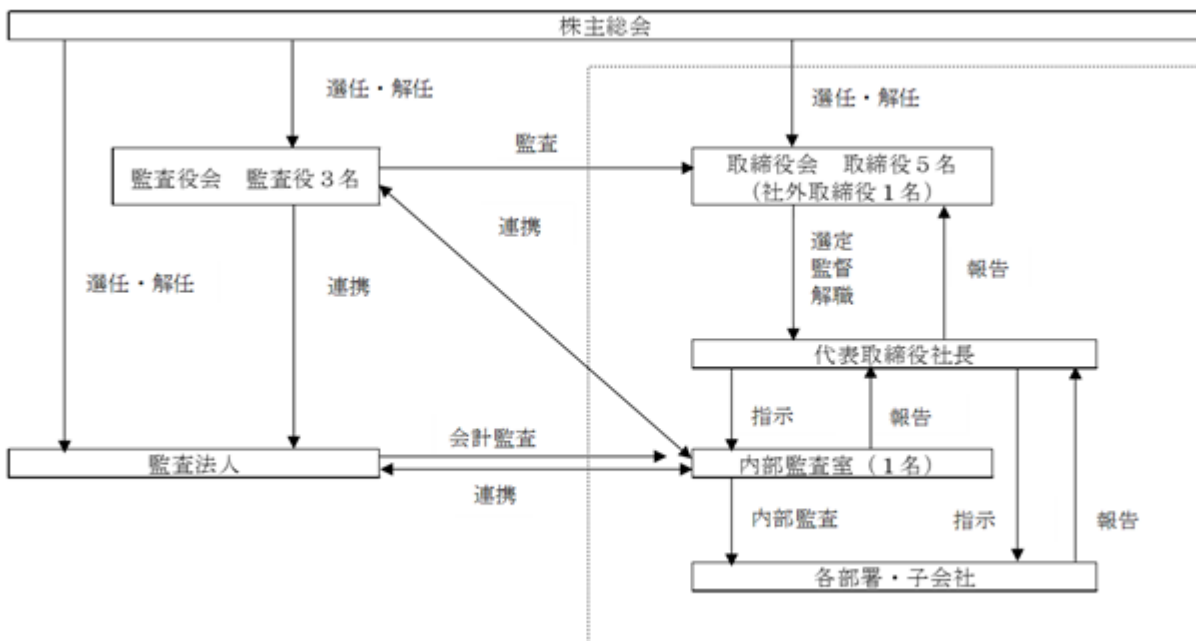 株主総会
選任・解任
選任・解任
監査
監査役会　監査役３名
取締役会　取締役５名
（社外取締役１名）
連携
選任・解任
連携
選定
監督
解職
報告
代表取締役社長
指示
報告
会計監査
監査法人
内部監査室（１名）
連携
内部監査
指示
報告
各部署・子会社